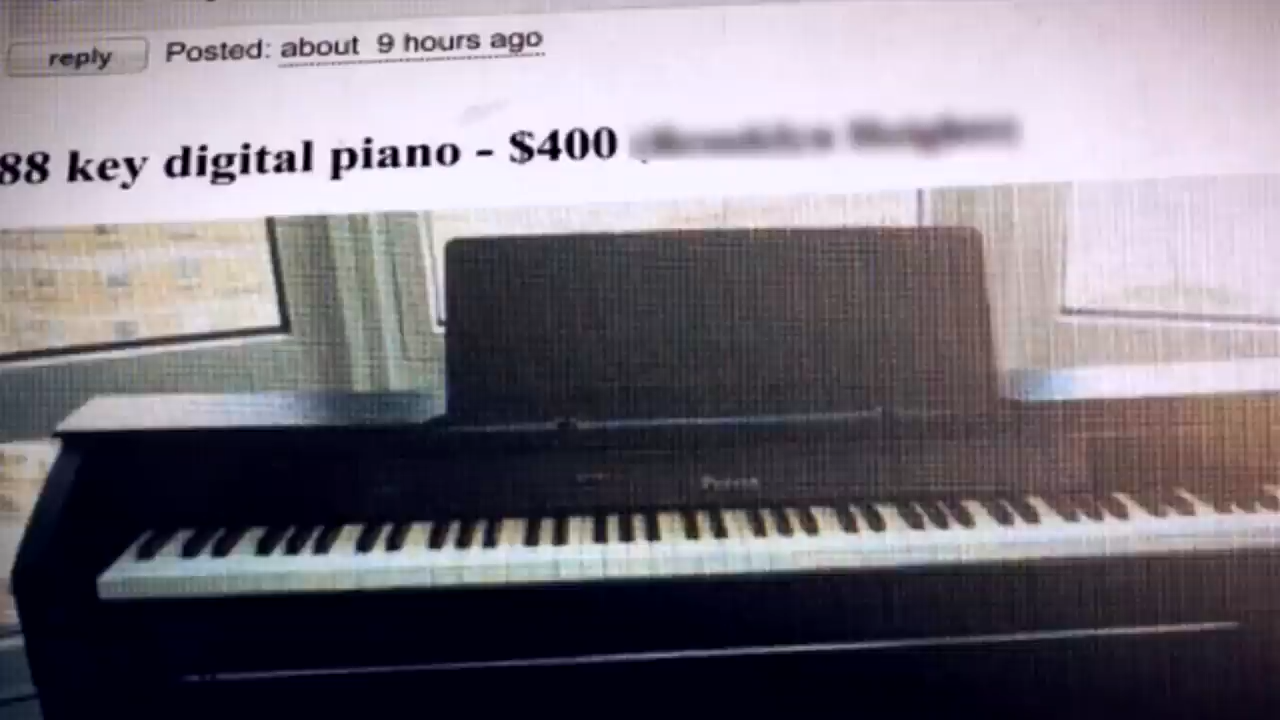 reply Posted: about 9 hours ago
88 key digital piano - $400